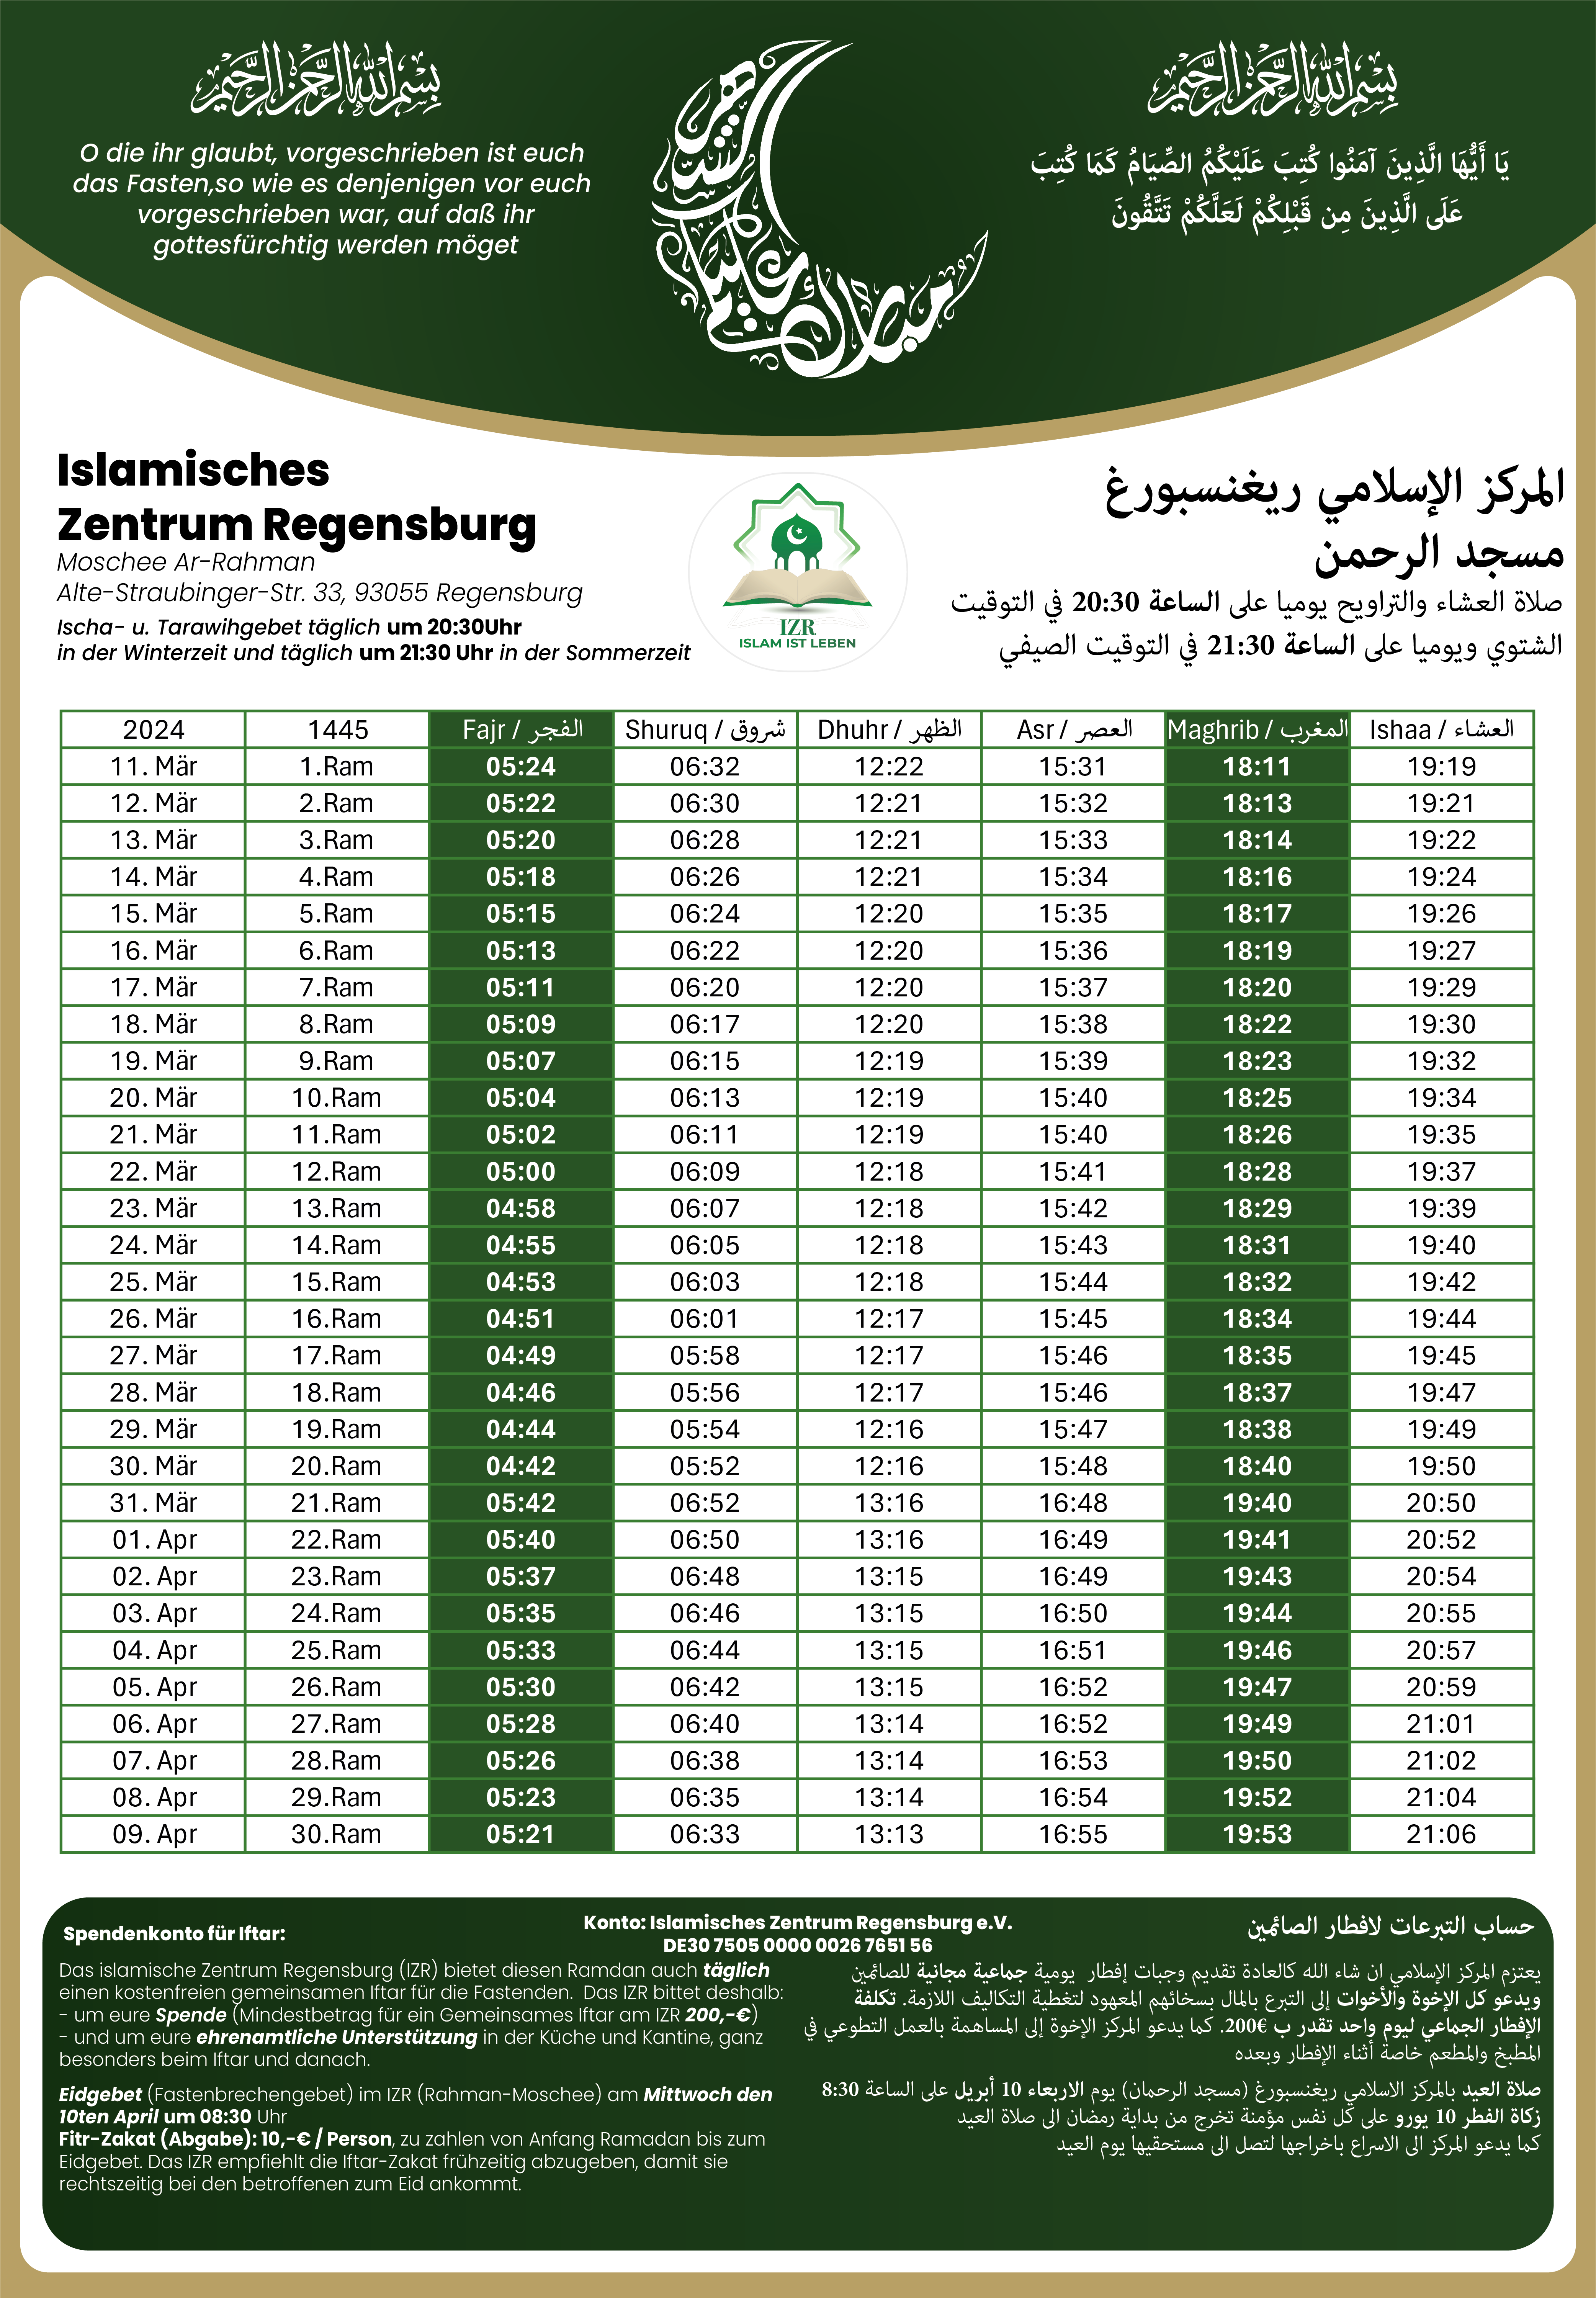 بسم الله الرحمن الرحيم
O die ihr glaubt, vorgeschrieben ist euch
das Fasten,so wie es denjenigen vor euch
vorgeschrieben war, auf daß ihr
gottesfürchtig werden möget
شهر
مبارك عليكم
بسم الله الرحمن الرحيم
يَا أَيُّهَا الَّذِينَ آمَنُوا كُتِبَ عَلَيْكُمُ الصِّيَامُ كَمَا كُتِبَ
عَلَى الَّذِينَ مِن قَبْلِكُمْ لَعَلَّكُمْ تَتَّقُونَ
Islamisches
Zentrum Regensburg
Moschee Ar-Rahman
Alte-Straubinger-Str. 33, 93055 Regensburg
Ischa- u. Tarawihgebet täglich um 20:30Uhr
in der Winterzeit und täglich um 21:30 Uhr in der Sommerzeit
IZR
ISLAM IST LEBEN
المركز الإسلامي ريغنسبورغ
مسجد الرحمن
صلاة العشاء والتراويح يوميا على الساعة 20:30 في التوقيت
الشتوي ويوميا على الساعة 21:30 في التوقيت الصيفي
2024 1445 Fajr / الفجر Shuruq / شروق Dhuhr / الظهر Asr / العصر Maghrib / المغرب Ishaa / العشاء
11. Mär 1.Ram 05:24 06:32 12:22 15:31 18:11 19:19
12. Mär 2.Ram 05:22 06:30 12:21 15:32 18:13 19:21
13. Mär 3.Ram 05:20 06:28 12:21 15:33 18:14 19:22
14. Mär 4.Ram 05:18 06:26 12:21 15:34 18:16 19:24
15. Mär 5.Ram 05:15 06:24 12:20 15:35 18:17 19:26
16. Mär 6.Ram 05:13 06:22 12:20 15:36 18:19 19:27
17. Mär 7.Ram 05:11 06:20 12:20 15:37 18:20 19:29
18. Mär 8.Ram 05:09 06:17 12:20 15:38 18:22 19:30
19. Mär 9.Ram 05:07 06:15 12:19 15:39 18:23 19:32
20. Mär 10.Ram 05:04 06:13 12:19 15:40 18:25 19:34
21. Mär 11.Ram 05:02 06:11 12:19 15:40 18:26 19:35
22. Mär 12.Ram 05:00 06:09 12:18 15:41 18:28 19:37
23. Mär 13.Ram 04:58 06:07 12:18 15:42 18:29 19:39
24. Mär 14.Ram 04:55 06:05 12:18 15:43 18:31 19:40
25. Mär 15.Ram 04:53 06:03 12:18 15:44 18:32 19:42
26. Mär 16.Ram 04:51 06:01 12:17 15:45 18:34 19:44
27. Mär 17.Ram 04:49 05:58 12:17 15:46 18:35 19:45
28. Mär 18.Ram 04:46 05:56 12:17 15:46 18:37 19:47
29. Mär 19.Ram 04:44 05:54 12:16 15:47 18:38 19:49
30. Mär 20.Ram 04:42 05:52 12:16 15:48 18:40 19:50
31. Mär 21.Ram 05:42 06:52 13:16 16:48 19:40 20:50
01. Apr 22.Ram 05:40 06:50 13:16 16:49 19:41 20:52
02. Apr 23.Ram 05:37 06:48 13:15 16:49 19:43 20:54
03. Apr 24.Ram 05:35 06:46 13:15 16:50 19:44 20:55
04. Apr 25.Ram 05:33 06:44 13:15 16:51 19:46 20:57
05. Apr 26.Ram 05:30 06:42 13:15 16:52 19:47 20:59
06. Apr 27.Ram 05:28 06:40 13:14 16:52 19:49 21:01
07. Apr 28.Ram 05:26 06:38 13:14 16:53 19:50 21:02
08. Apr 29.Ram 05:23 06:35 13:14 16:54 19:52 21:04
09. Apr 30.Ram 05:21 06:33 13:13 16:55 19:53 21:06
Spendenkonto für Iftar:
Konto: Islamisches Zentrum Regensburg e.V.
DE30 7505 0000 0026 7651 56
Das islamische Zentrum Regensburg (IZR) bietet diesen Ramdan auch täglich
einen kostenfreien gemeinsamen Iftar für die Fastenden. Das IZR bittet deshalb:
- um eure Spende (Mindestbetrag für ein Gemeinsames Iftar am IZR 200,-€)
- und um eure ehrenamtliche Unterstützung in der Küche und Kantine, ganz
besonders beim Iftar und danach.
Eidgebet (Fastenbrechengebet) im IZR (Rahman-Moschee) am Mittwoch den
10ten April um 08:30 Uhr
Fitr-Zakat (Abgabe): 10,-€ / Person, zu zahlen von Anfang Ramadan bis zum
Eidgebet. Das IZR empfiehlt die Iftar-Zakat frühzeitig abzugeben, damit sie
rechtszeitig bei den betroffenen zum Eid ankommt.
حساب التبرعات لافطار الصائمين
يعتزم المركز الإسلامي ان شاء الله كالعادة تقديم وجبات إفطار يومية جماعية مجانية للصائمين
ويدعو كل الإخوة والأخوات إلى التبرع بالمال بسخائهم المعهود لتغطية التكاليف اللازمة. تكلفة
الإفطار الجماعي ليوم واحد تقدر ب 200€. كما يدعو المركز الإخوة إلى المساهمة بالعمل التطوعي في
المطبخ والمطعم خاصة أثناء الإفطار وبعده
صلاة العيد بالمركز الاسلامي ريغنسبورغ (مسجد الرحمان) يوم الاربعاء 10 أبريل على الساعة 8:30
زكاة الفطر 10 يورو على كل نفس مؤمنة تخرج من بداية رمضان الى صلاة العيد
كما يدعو المركز الى الاسراع باخراجها لتصل الى مستحقيها يوم العيد